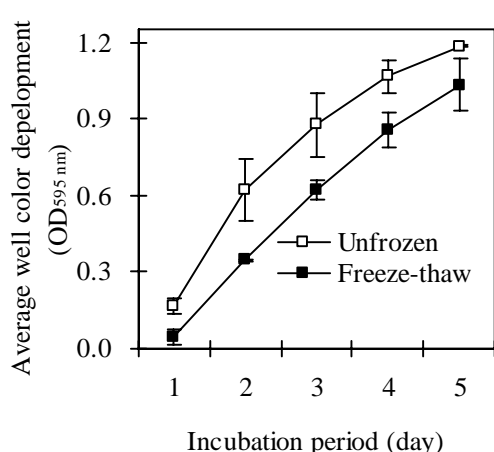 Average well color depelopment
(OD595 nm)
1.2
0.9
0.6
0.3
0.0
Unfrozen
Freeze-thaw
1 2 3 4 5
Incubation period (day)